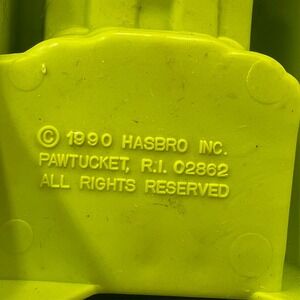 © 1990 HASBRO INC.
PAWTUCKET, R.I. 02862
ALL RIGHTS RESERVED